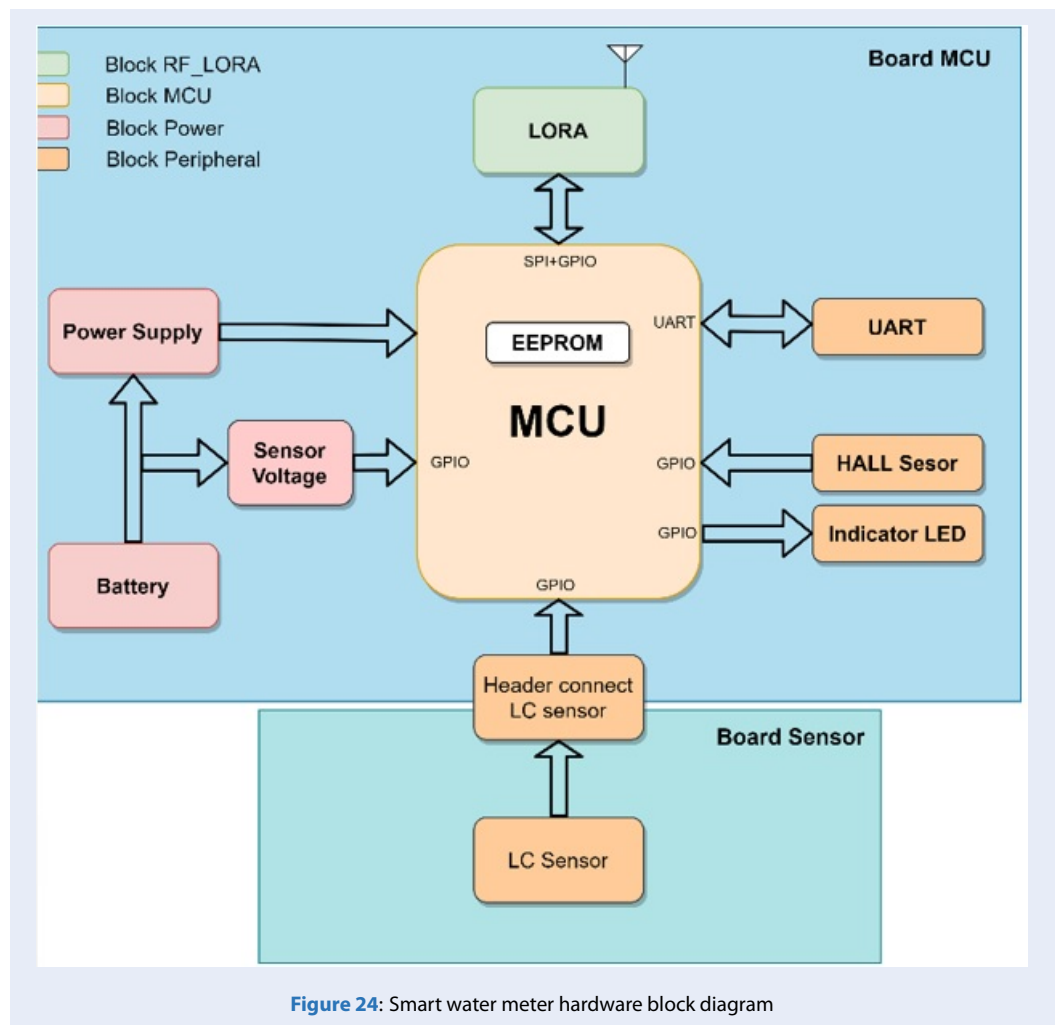 Block RF_LORA
Block MCU
Block Power
Block Peripheral
Board MCU
LORA
SPI+GPIO
Power Supply
EEPROM
UART
UART
MCU
Sensor
Voltage
GPIO
GPIO
HALL Sesor
GPIO
Indicator LED
Battery
GPIO
Header connect
LC sensor
Board Sensor
LC Sensor
Figure 24: Smart water meter hardware block diagram